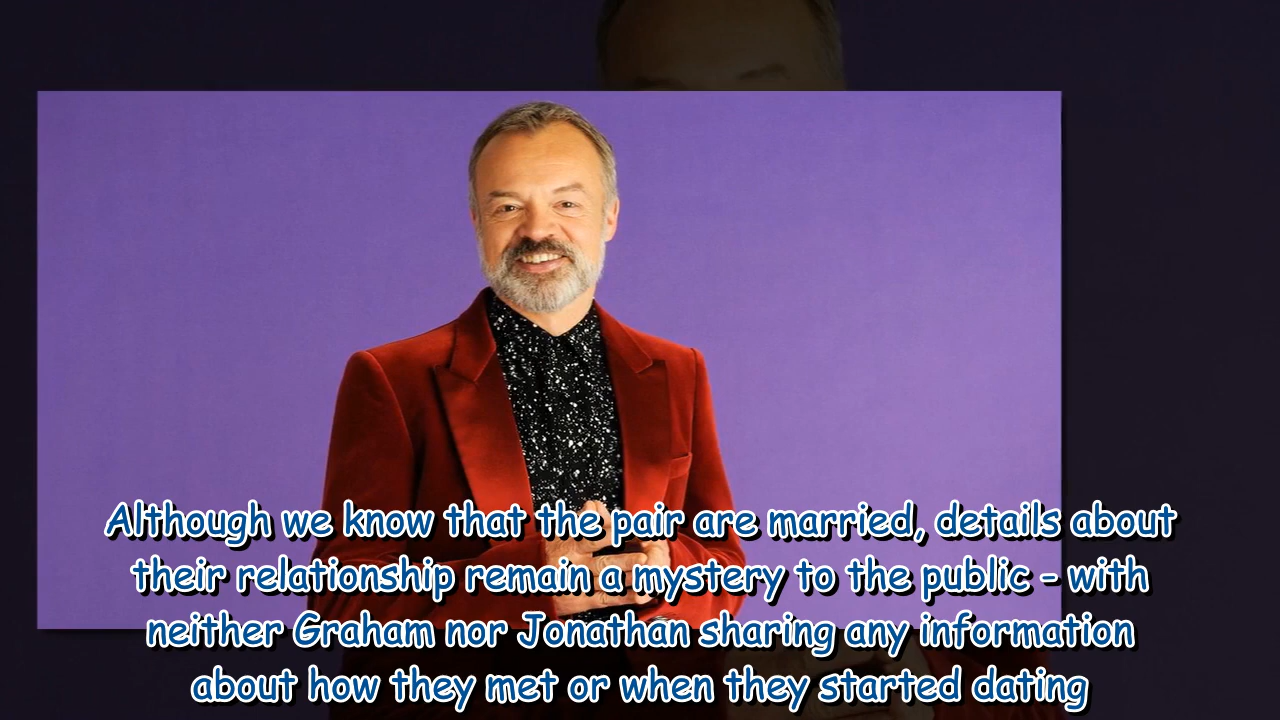 Although we know that the pair are married, details about
their relationship remain a mystery to the public - with
neither Graham nor Jonathan sharing any information
about how they met or when they started dating